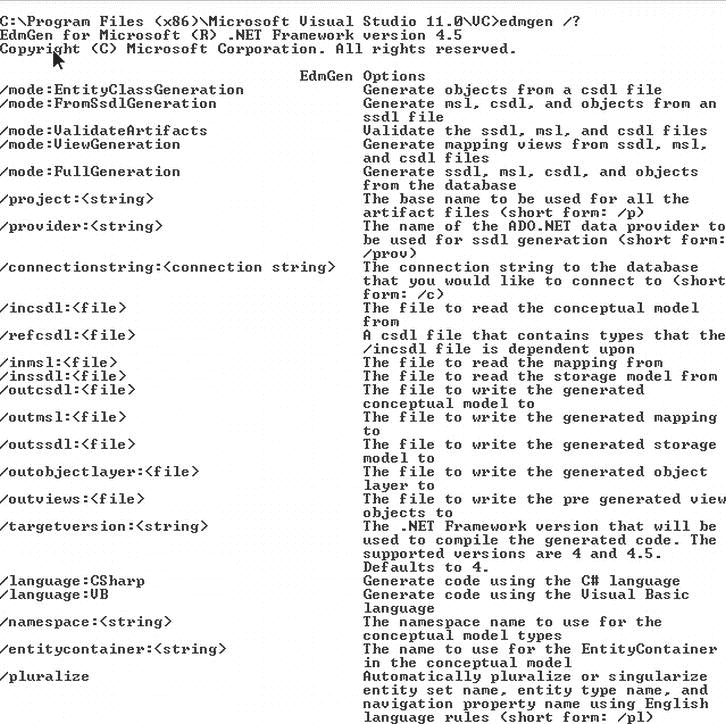 C:\Program Files (x86)\Microsoft Visual Studio 11.0\VC>edmgen /?
EdmGen for Microsoft (R) .NET Framework version 4.5
Copyright (C) Microsoft Corporation. All rights reserved.
EdmGen Options
/mode:EntityClassGeneration Generate objects from a csdl file
/mode:FromSsdlGeneration Generate msl, csdl, and objects from an
ssdl file
/mode:ValidateArtifacts Validate the ssdl, msl, and csdl files
/mode:ViewGeneration Generate mapping views from ssdl, msl,
and csdl files
/mode:FullGeneration Generate ssdl, msl, csdl, and objects
from the database
/project:<string> The base name to be used for all the
artifact files (short form: /p)
/provider:<string> The name of the ADO.NET data provider to
be used for ssdl generation (short form:
/prov)
/connectionstring:<connection string> The connection string to the database
that you would like to connect to (short
form: /c)
/incsdl:<file> The file to read the conceptual model
from
/refcsdl:<file> A csdl file that contains types that the
/incsdl file is dependent upon
/inmsl:<file> The file to read the mapping from
/inssdl:<file> The file to read the storage model from
/outcsdl:<file> The file to write the generated
conceptual model to
/outmsl:<file> The file to write the generated mapping
to
/outssdl:<file> The file to write the generated storage
model to
/outobjectlayer:<file> The file to write the generated object
layer to
/outviews:<file> The file to write the pre generated view
objects to
/targetversion:<string> The .NET Framework version that will be
used to compile the generated code. The
supported versions are 4 and 4.5.
Defaults to 4.
/language:CSharp Generate code using the C# language
/language:VB Generate code using the Visual Basic
language
/namespace:<string> The namespace name to use for the
conceptual model types
/entitycontainer:<string> The name to use for the EntityContainer
in the conceptual model
/pluralize Automatically pluralize or singularize
entity set name, entity type name, and
navigation property name using English
language rules (short form: /pl)